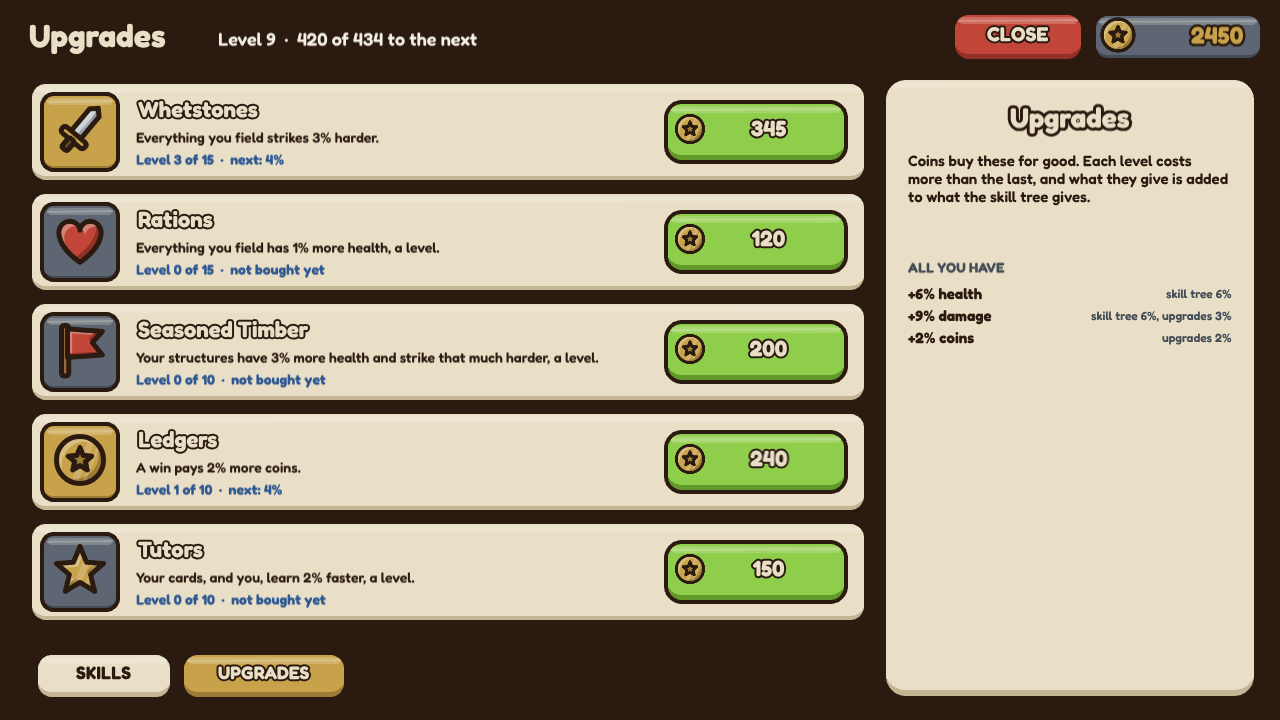 Upgrades
Level 9 · 420 of 434 to the next
CLOSE
2450
Whetstones
Everything you field strikes 3% harder.
Level 3 of 15 · next: 4%
345
Rations
Everything you field has 1% more health, a level.
Level 0 of 15 · not bought yet
120
Seasoned Timber
Your structures have 3% more health and strike that much harder, a level.
Level 0 of 10 · not bought yet
200
Ledgers
A win pays 2% more coins.
Level 1 of 10 · next: 4%
240
Tutors
Your cards, and you, learn 2% faster, a level.
Level 0 of 10 · not bought yet
150
SKILLS
UPGRADES
Upgrades
Coins buy these for good. Each level costs
more than the last, and what they give is added
to what the skill tree gives.
ALL YOU HAVE
+6% health skill tree 6%
+9% damage skill tree 6%, upgrades 3%
+2% coins upgrades 2%